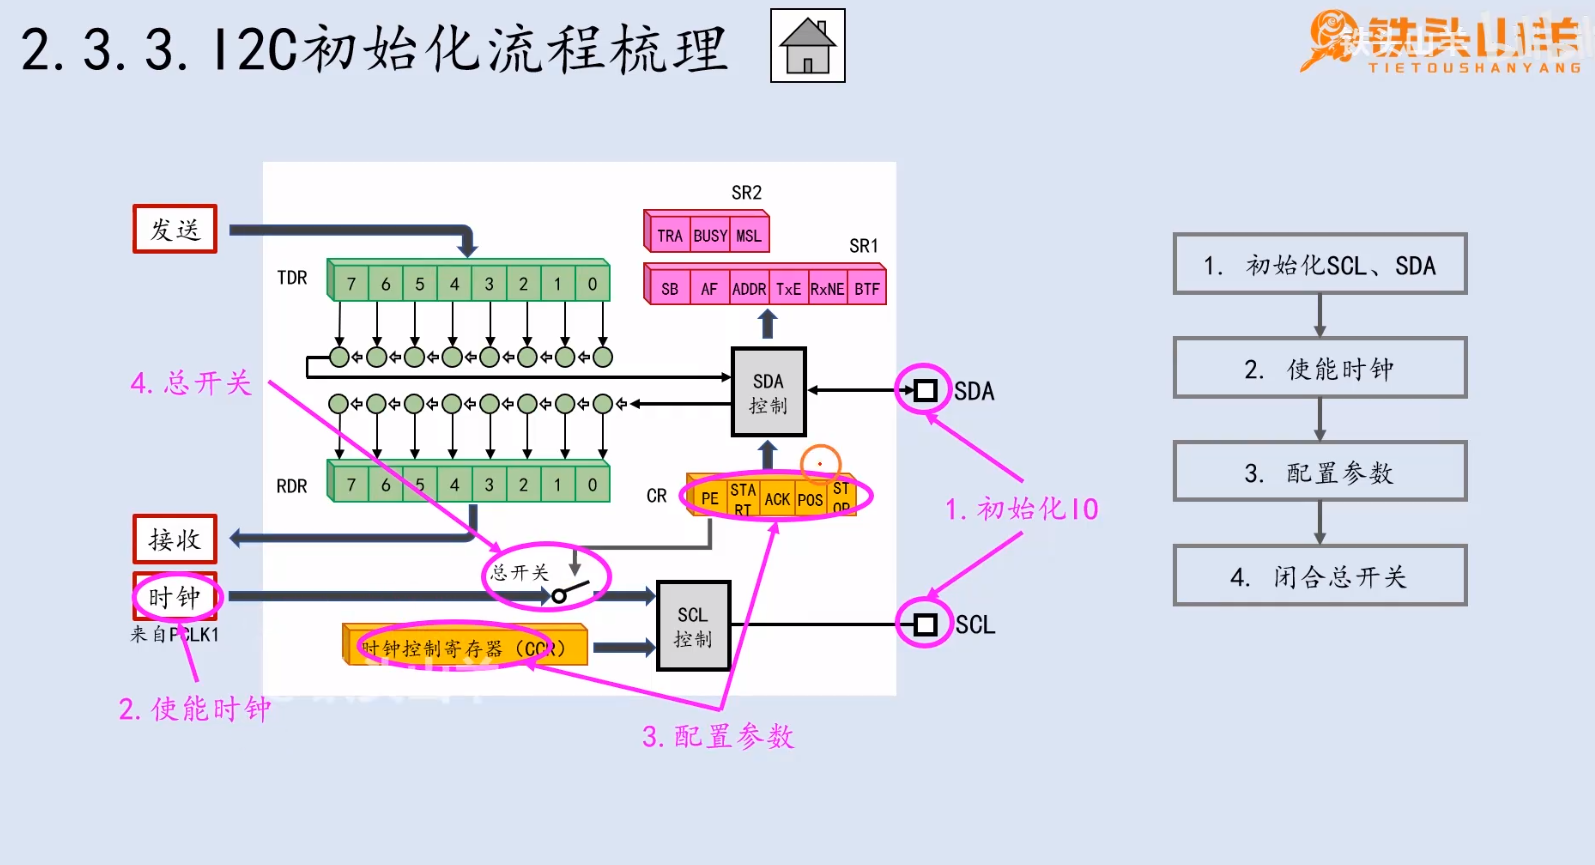 2.3.3.I2C初始化流程梳理
铁头山羊
TIETOUSHANYANG
SR2
发送
TRA BUSY MSL
SR1
TDR
7 6 5 4 3 2 1 0
SB AF ADDR TxE RxNE BTF
1. 初始化SCL、SDA
2. 使能时钟
3. 配置参数
4. 闭合总开关
4.总开关
SDA
控制
SDA
RDR
7 6 5 4 3 2 1 0
CR
PE START ACK POS STOP
1.初始化IO
接收
总开关
时钟
来自PCLK1
SCL
控制
SCL
时钟控制寄存器（CCR）
2.使能时钟
3.配置参数